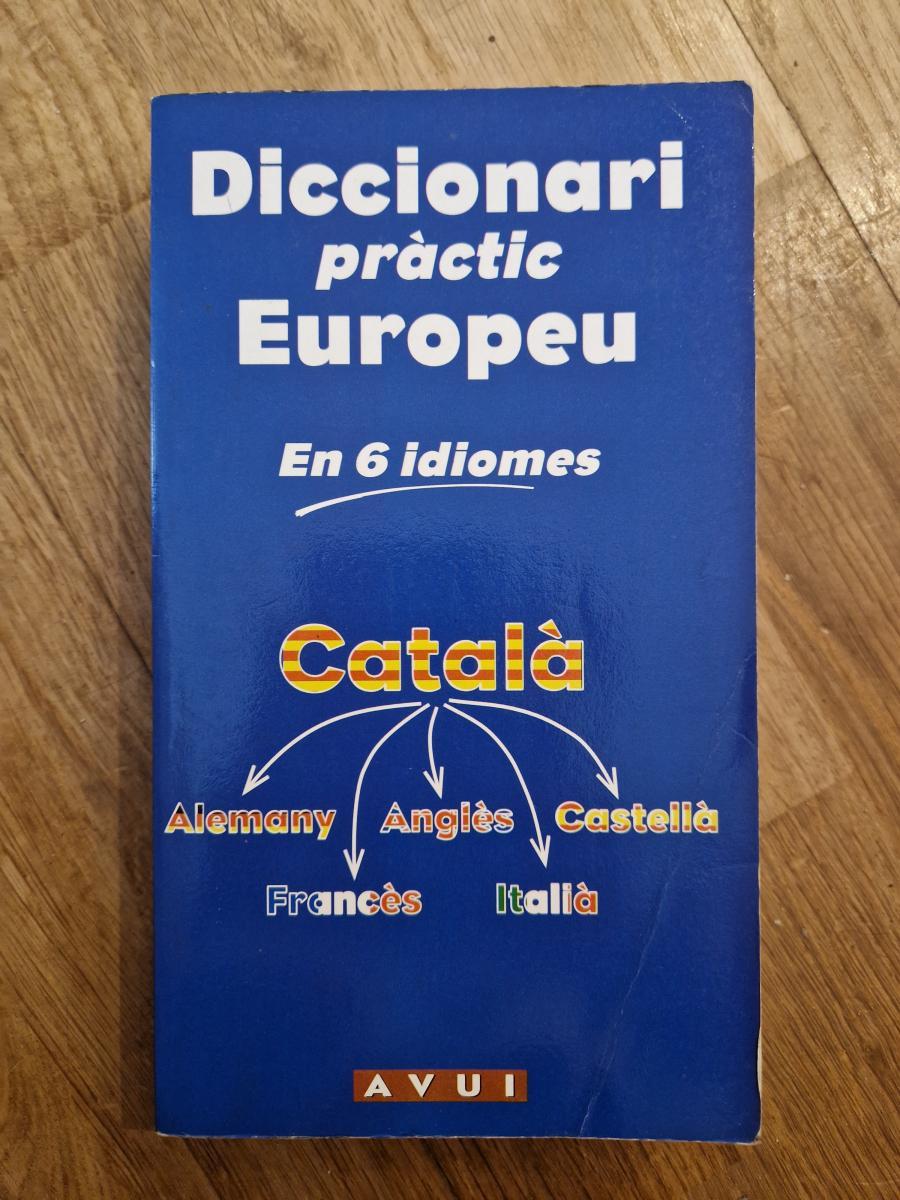 Diccionari
pràctic
Europeu
En 6 idiomes
Català
Alemany Anglès Castellà
Francès Italià
AVUI